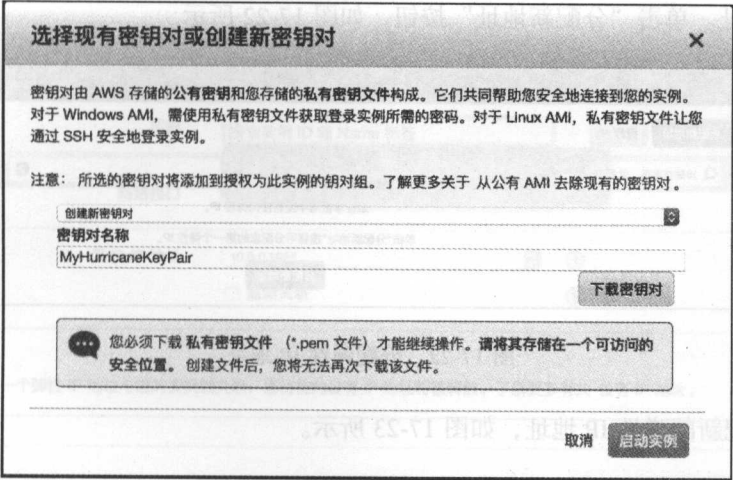 选择现有密钥对或创建新密钥对
密钥对由 AWS 存储的公有密钥和您存储的私有密钥文件构成。它们共同帮助您安全地连接到您的实例。
对于 Windows AMI，需使用私有密钥文件获取登录实例所需的密码。对于 Linux AMI，私有密钥文件让您
通过 SSH 安全地登录实例。
注意： 所选的密钥对将添加到授权为此实例的钥对组。了解更多关于 从公有 AMI 去除现有的密钥对 。
创建新密钥对
密钥对名称
MyHurricaneKeyPair
下载密钥对
您必须下载 私有密钥文件 （*.pem 文件）才能继续操作。请将其存储在一个可访问的
安全位置。 创建文件后，您将无法再次下载该文件。
取消 启动实例